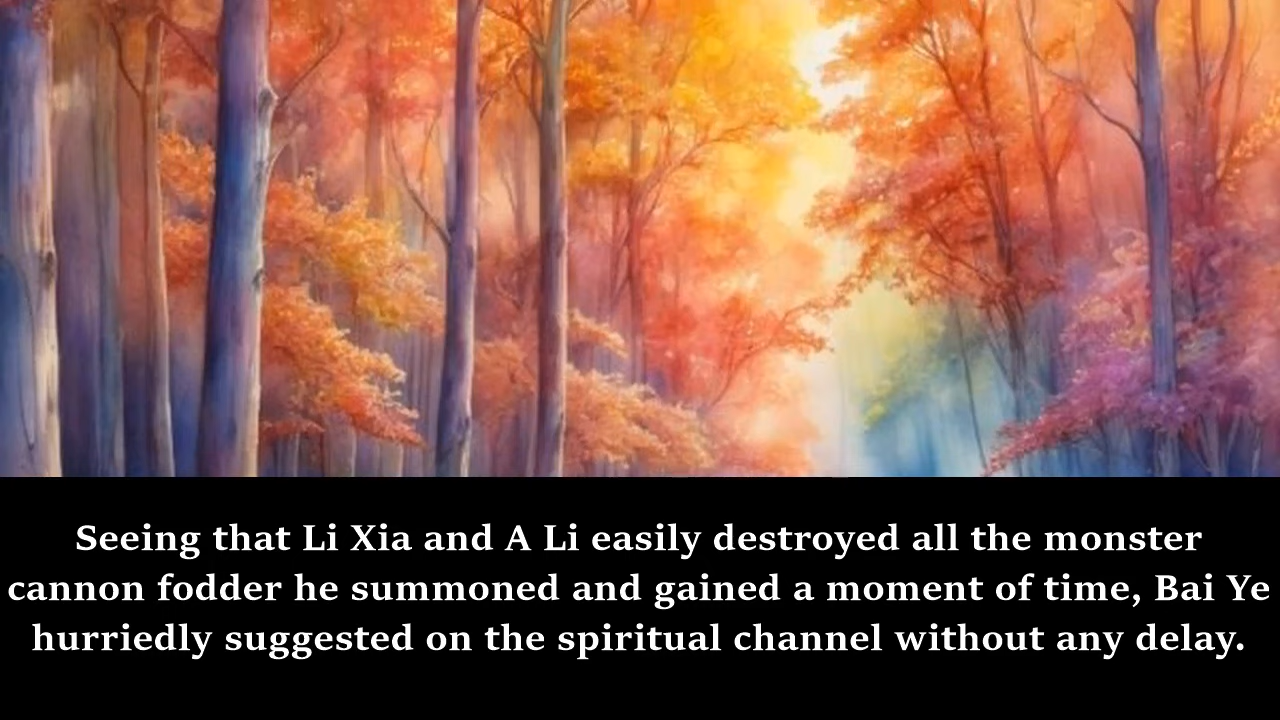 Seeing that Li Xia and A Li easily destroyed all the monster
cannon fodder he summoned and gained a moment of time, Bai Ye
hurriedly suggested on the spiritual channel without any delay.